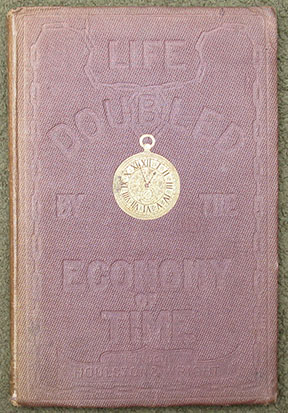 LIFE
DOUBLED
BY THE
ECONOMY
OF
TIME
HOULSTON & WRIGHT